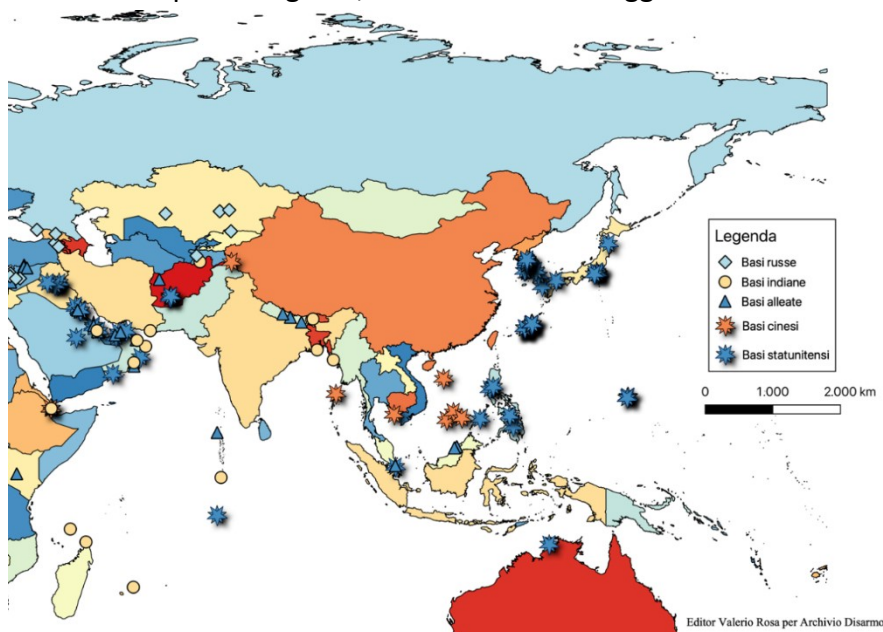 Legenda
Basi russe
Basi indiane
Basi alleate
Basi cinesi
Basi statunitensi
0 1.000 2.000 km
Editor Valerio Rosa per Archivio Disarmo